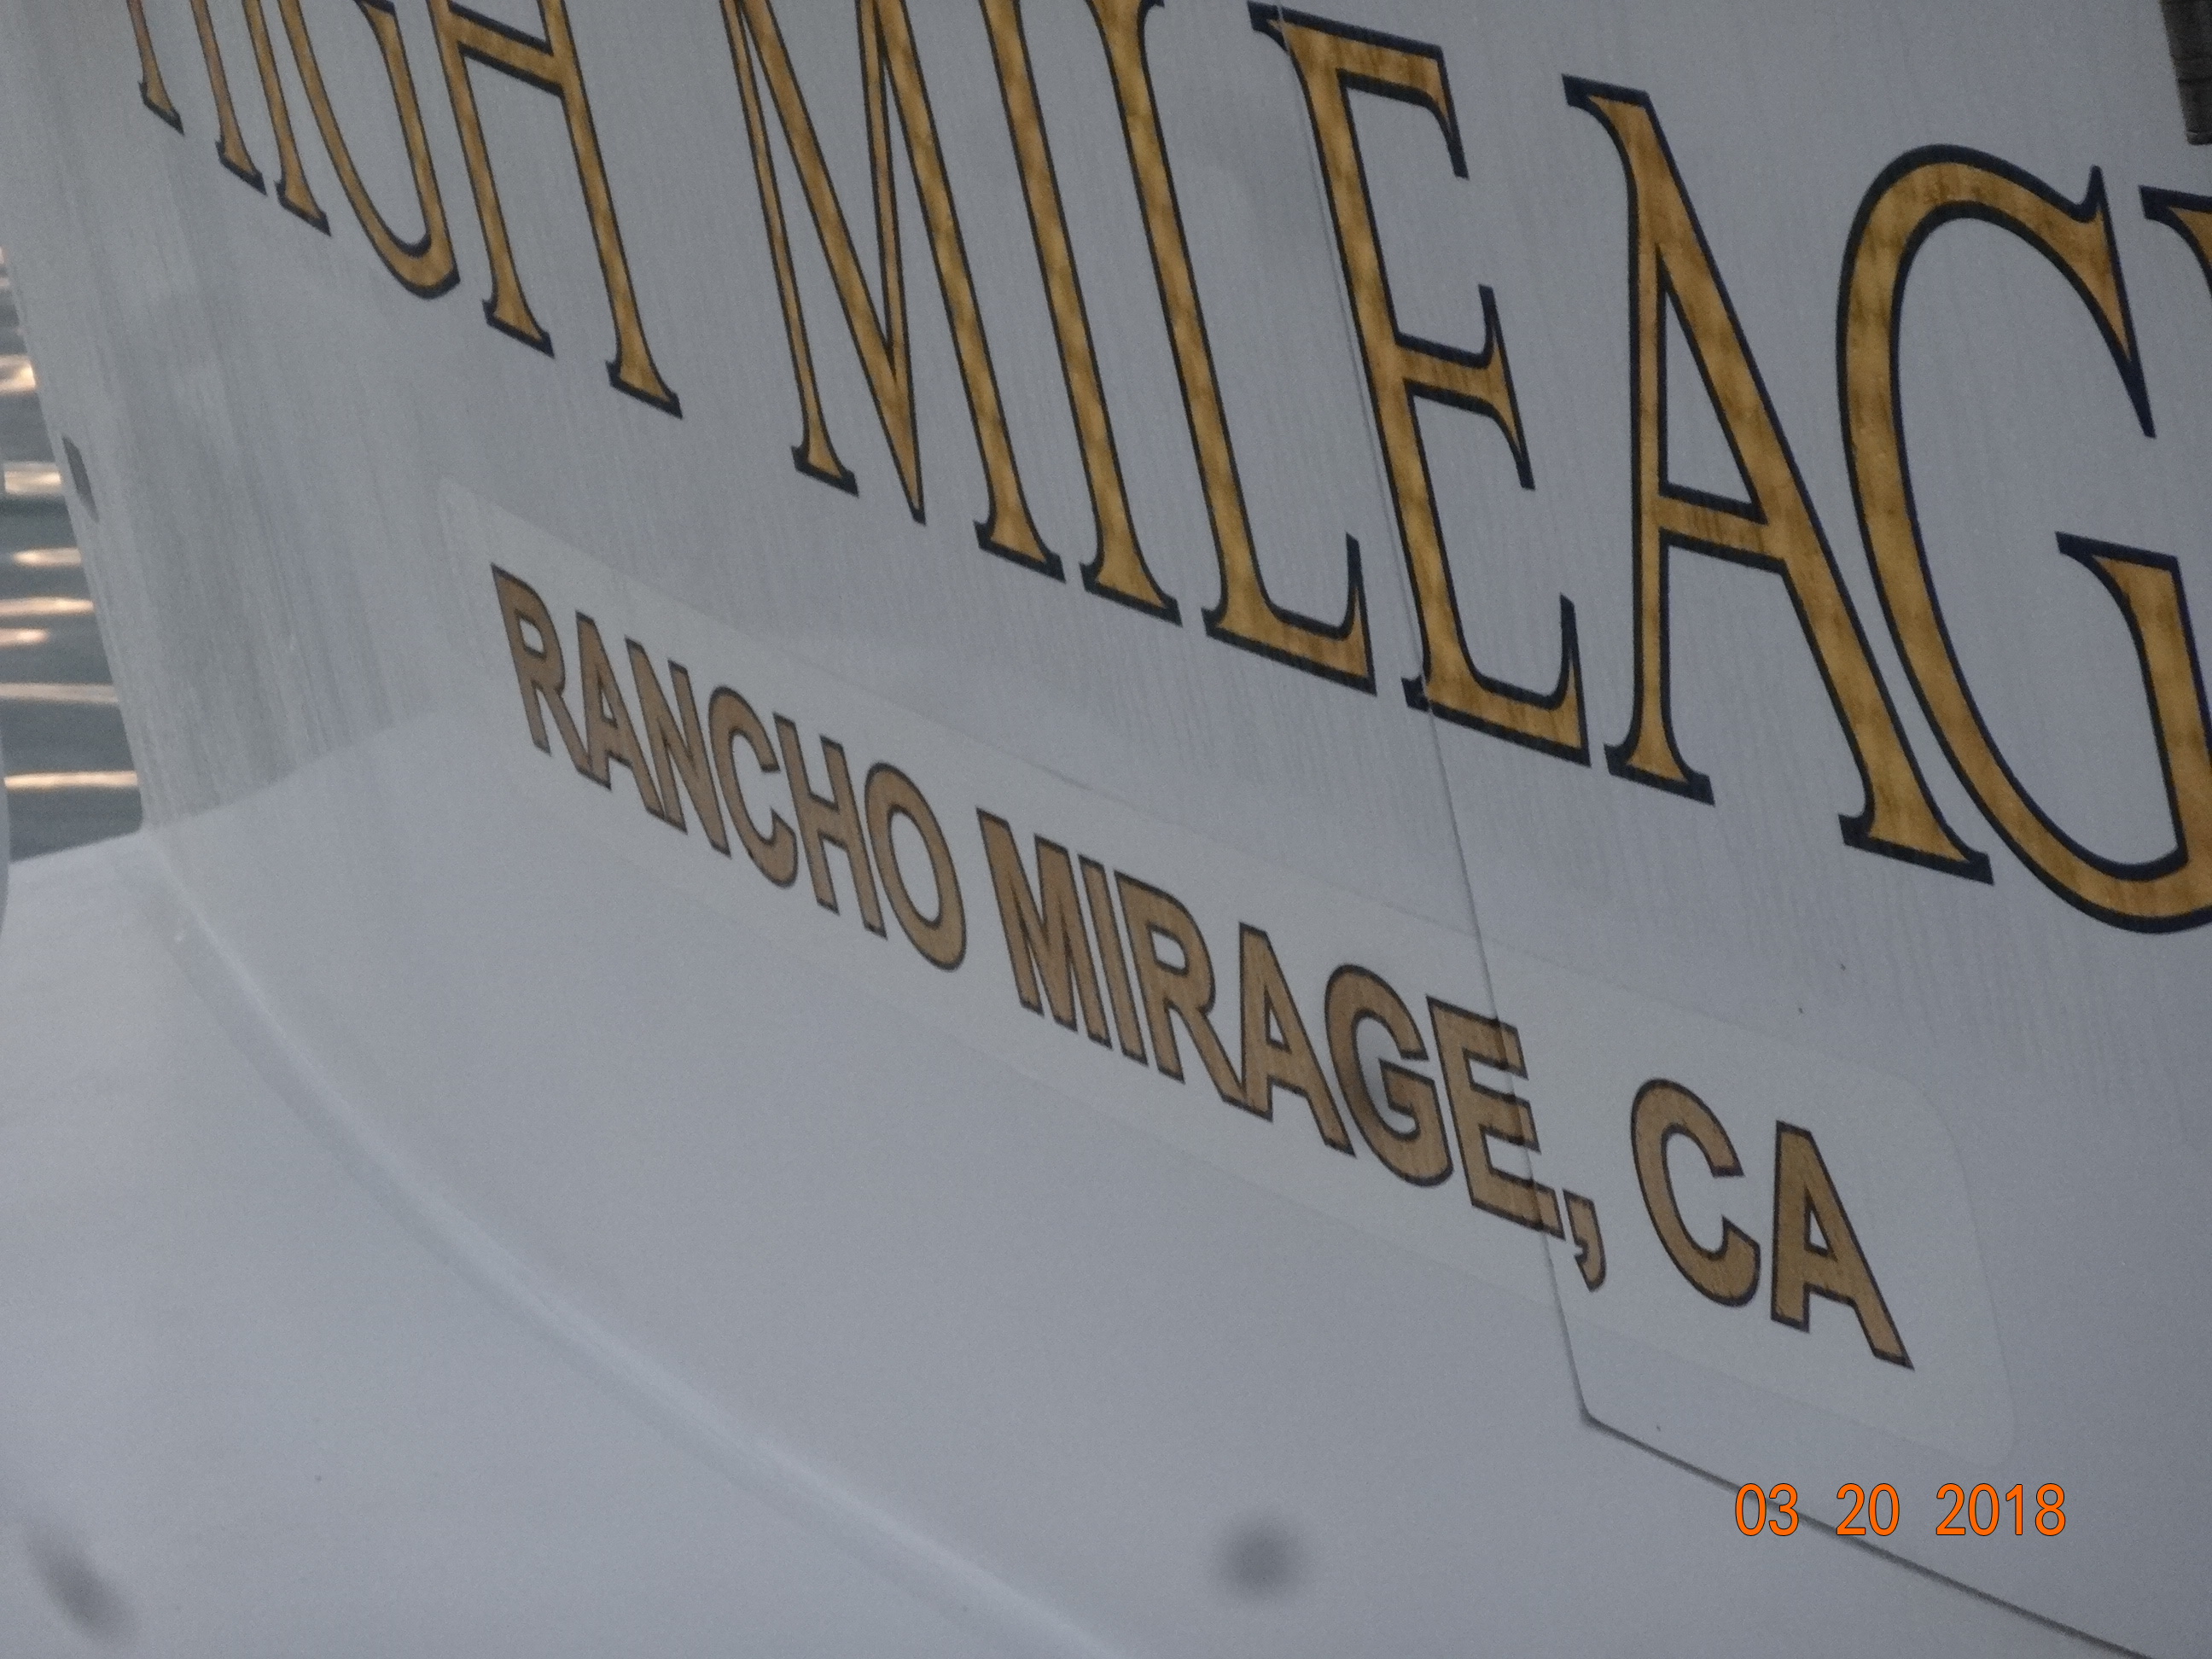 HIGH MILEAG
RANCHO MIRAGE, CA
03 20 2018